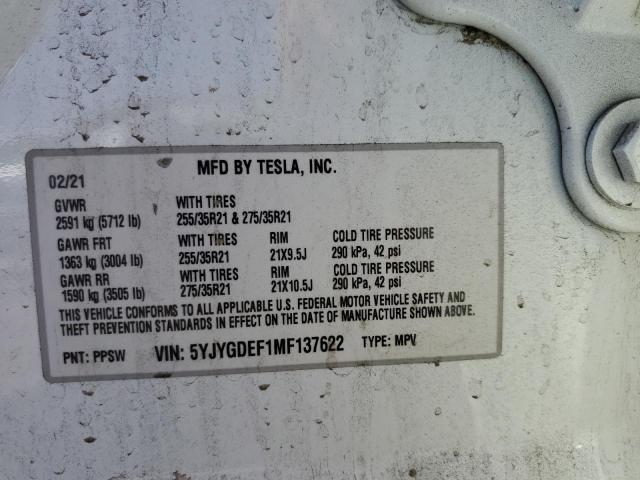 MFD BY TESLA, INC.
02/21
GVWR WITH TIRES
2591 kg (5712 lb) 255/35R21 & 275/35R21
GAWR FRT WITH TIRES RIM COLD TIRE PRESSURE
1363 kg (3004 lb) 255/35R21 21X9.5J 290 kPa, 42 psi
GAWR RR WITH TIRES RIM COLD TIRE PRESSURE
1590 kg (3505 lb) 275/35R21 21X10.5J 290 kPa, 42 psi
THIS VEHICLE CONFORMS TO ALL APPLICABLE U.S. FEDERAL MOTOR VEHICLE SAFETY AND
THEFT PREVENTION STANDARDS IN EFFECT ON THE DATE OF MANUFACTURE SHOWN ABOVE.
PNT: PPSW VIN: 5YJYGDEF1MF137622 TYPE: MPV